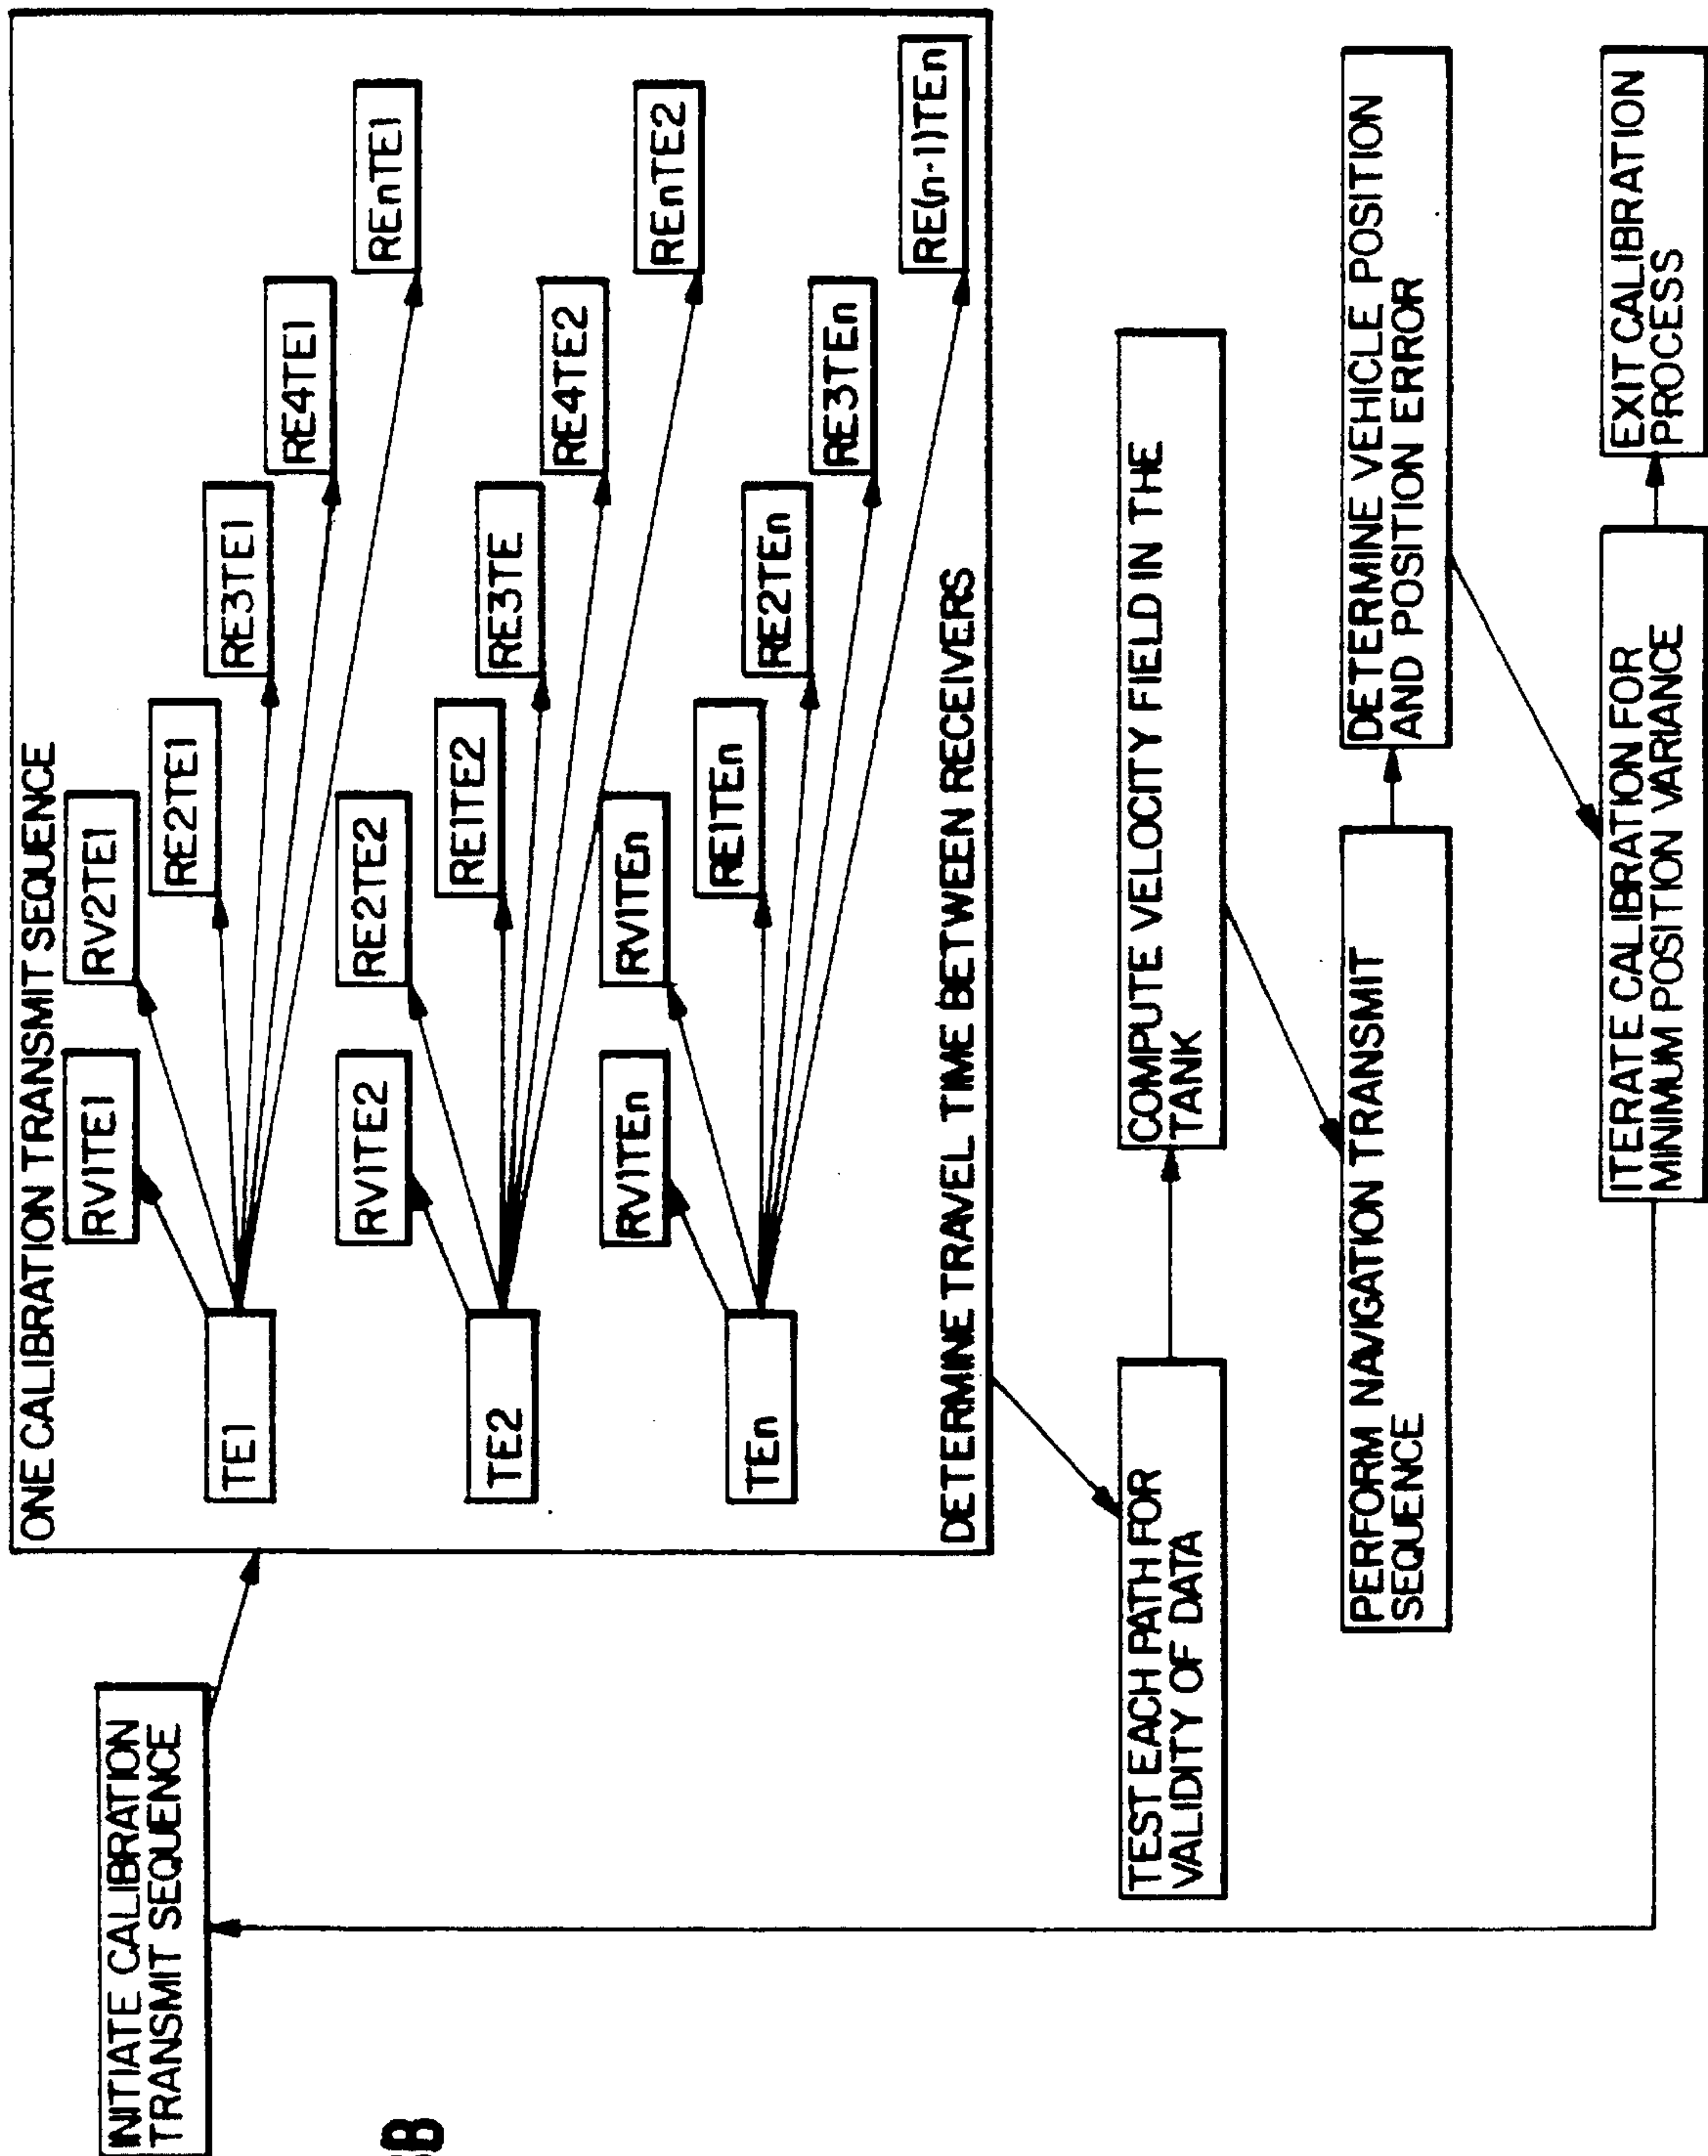 INITIATE CALIBRATION
TRANSMIT SEQUENCE
ONE CALIBRATION TRANSMIT SEQUENCE
RV1TE1
RV2TE1
RE2TE1
RE3TE1
RE4TE1
REnTE1
TE1
RV1TE2
RE2TE2
RE1TE2
RE3TE
RE4TE2
REnTE2
TE2
RV1TEn
RV1TEn
RE1TEn
RE2TEn
RE3TEn
RE(n-1)TEn
TEn
DETERMINE TRAVEL TIME BETWEEN RECEIVERS
TEST EACH PATH FOR
VALIDITY OF DATA
COMPUTE VELOCITY FIELD IN THE
TANK
PERFORM NAVIGATION TRANSMIT
SEQUENCE
DETERMINE VEHICLE POSITION
AND POSITION ERROR
ITERATE CALIBRATION FOR
MINIMUM POSITION VARIANCE
EXIT CALIBRATION
PROCESS
B